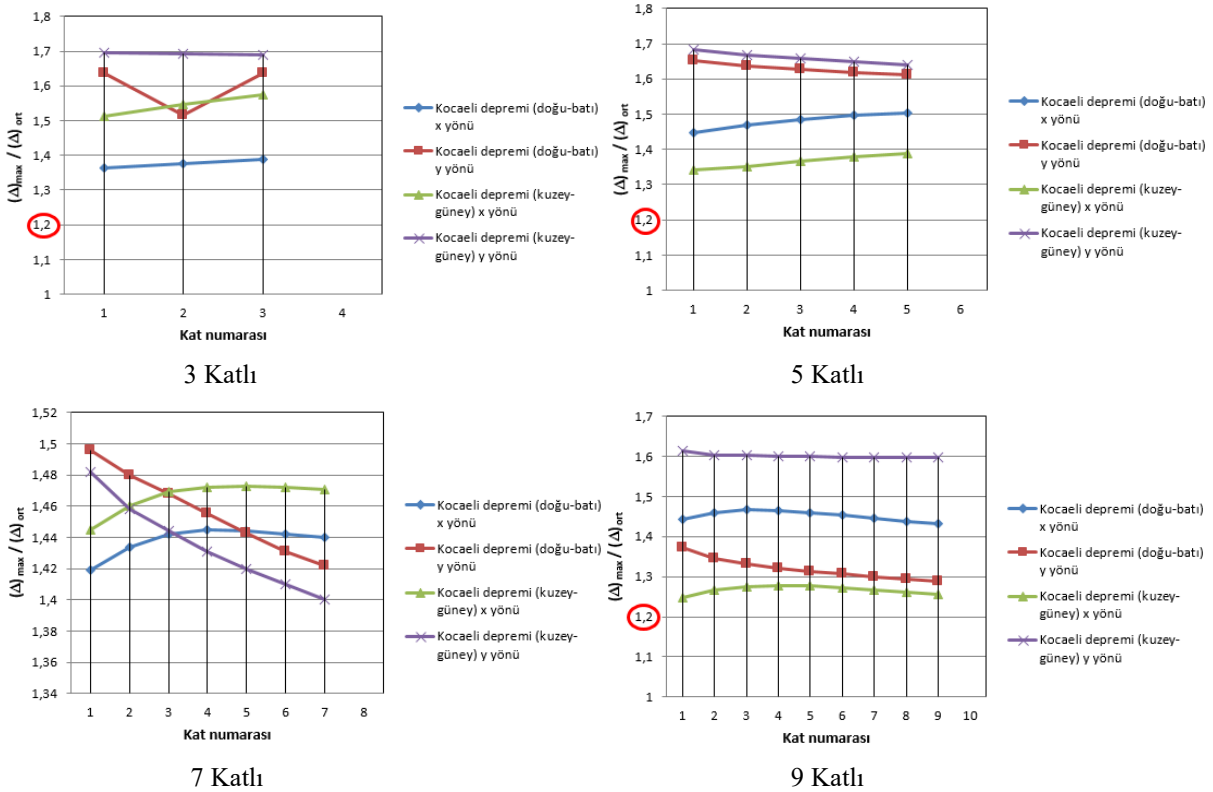 1,8
1,7
1,6
1,5
1,4
1,3
1,2
1,1
1
(Δ)max / (Δ) ort
1 2 3 4
Kat numarası
Kocaeli depremi (doğu-batı)
x yönü
Kocaeli depremi (doğu-batı)
y yönü
Kocaeli depremi (kuzey-
güney) x yönü
Kocaeli depremi (kuzey-
güney) y yönü
3 Katlı
1,8
1,7
1,6
1,5
1,4
1,3
1,2
1,1
1
(Δ) max / (Δ) ort
1 2 3 4 5 6
Kat numarası
Kocaeli depremi (doğu-batı)
x yönü
Kocaeli depremi (doğu-batı)
y yönü
Kocaeli depremi (kuzey-
güney) x yönü
Kocaeli depremi (kuzey-
güney) y yönü
5 Katlı
1,52
1,5
1,48
1,46
1,44
1,42
1,4
1,38
1,36
1,34
(Δ) max / (Δ) ort
1 2 3 4 5 6 7 8
Kat numarası
Kocaeli depremi (doğu-batı)
x yönü
Kocaeli depremi (doğu-batı)
y yönü
Kocaeli depremi (kuzey-
güney) x yönü
Kocaeli depremi (kuzey-
güney) y yönü
7 Katlı
1,7
1,6
1,5
1,4
1,3
1,2
1,1
1
(Δ) max / (Δ) ort
1 2 3 4 5 6 7 8 9 10
Kat numarası
Kocaeli depremi (doğu-batı)
x yönü
Kocaeli depremi (doğu-batı)
y yönü
Kocaeli depremi (kuzey-
güney) x yönü
Kocaeli depremi (kuzey-
güney) y yönü
9 Katlı